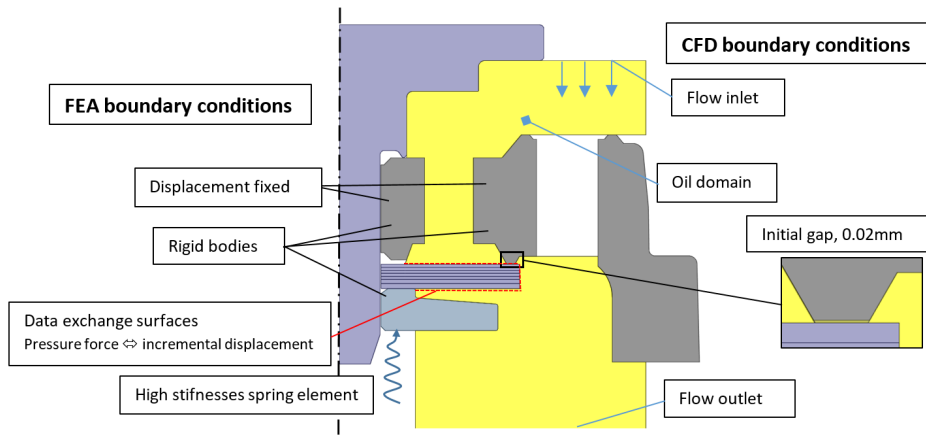 CFD boundary conditions
FEA boundary conditions
Flow inlet
Displacement fixed
Oil domain
Rigid bodies
Initial gap, 0.02mm
Data exchange surfaces
Pressure force ⇔ incremental displacement
High stifnesses spring element
Flow outlet